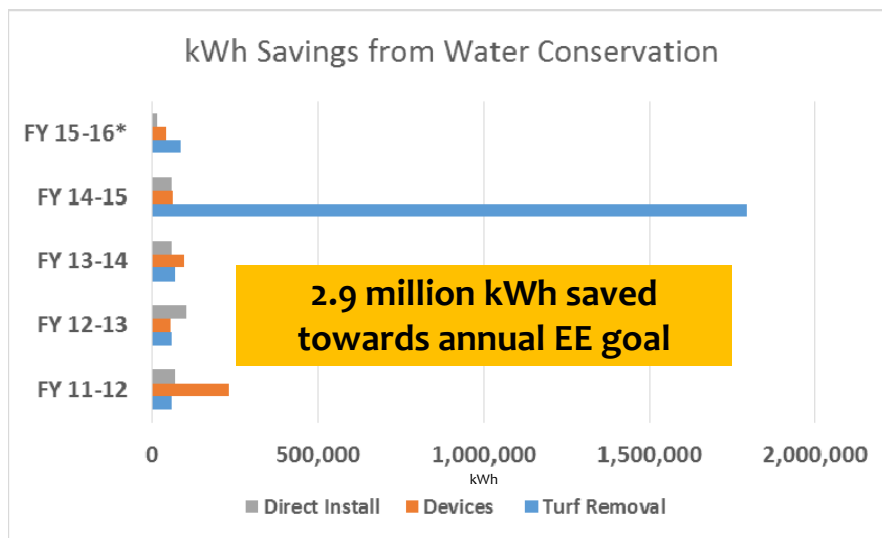 kWh Savings from Water Conservation
FY 15-16*
FY 14-15
FY 13-14
FY 12-13
FY 11-12
2.9 million kWh saved
towards annual EE goal
0
500,000
1,000,000
1,500,000
2,000,000
kWh
Direct Install
Devices
Turf Removal